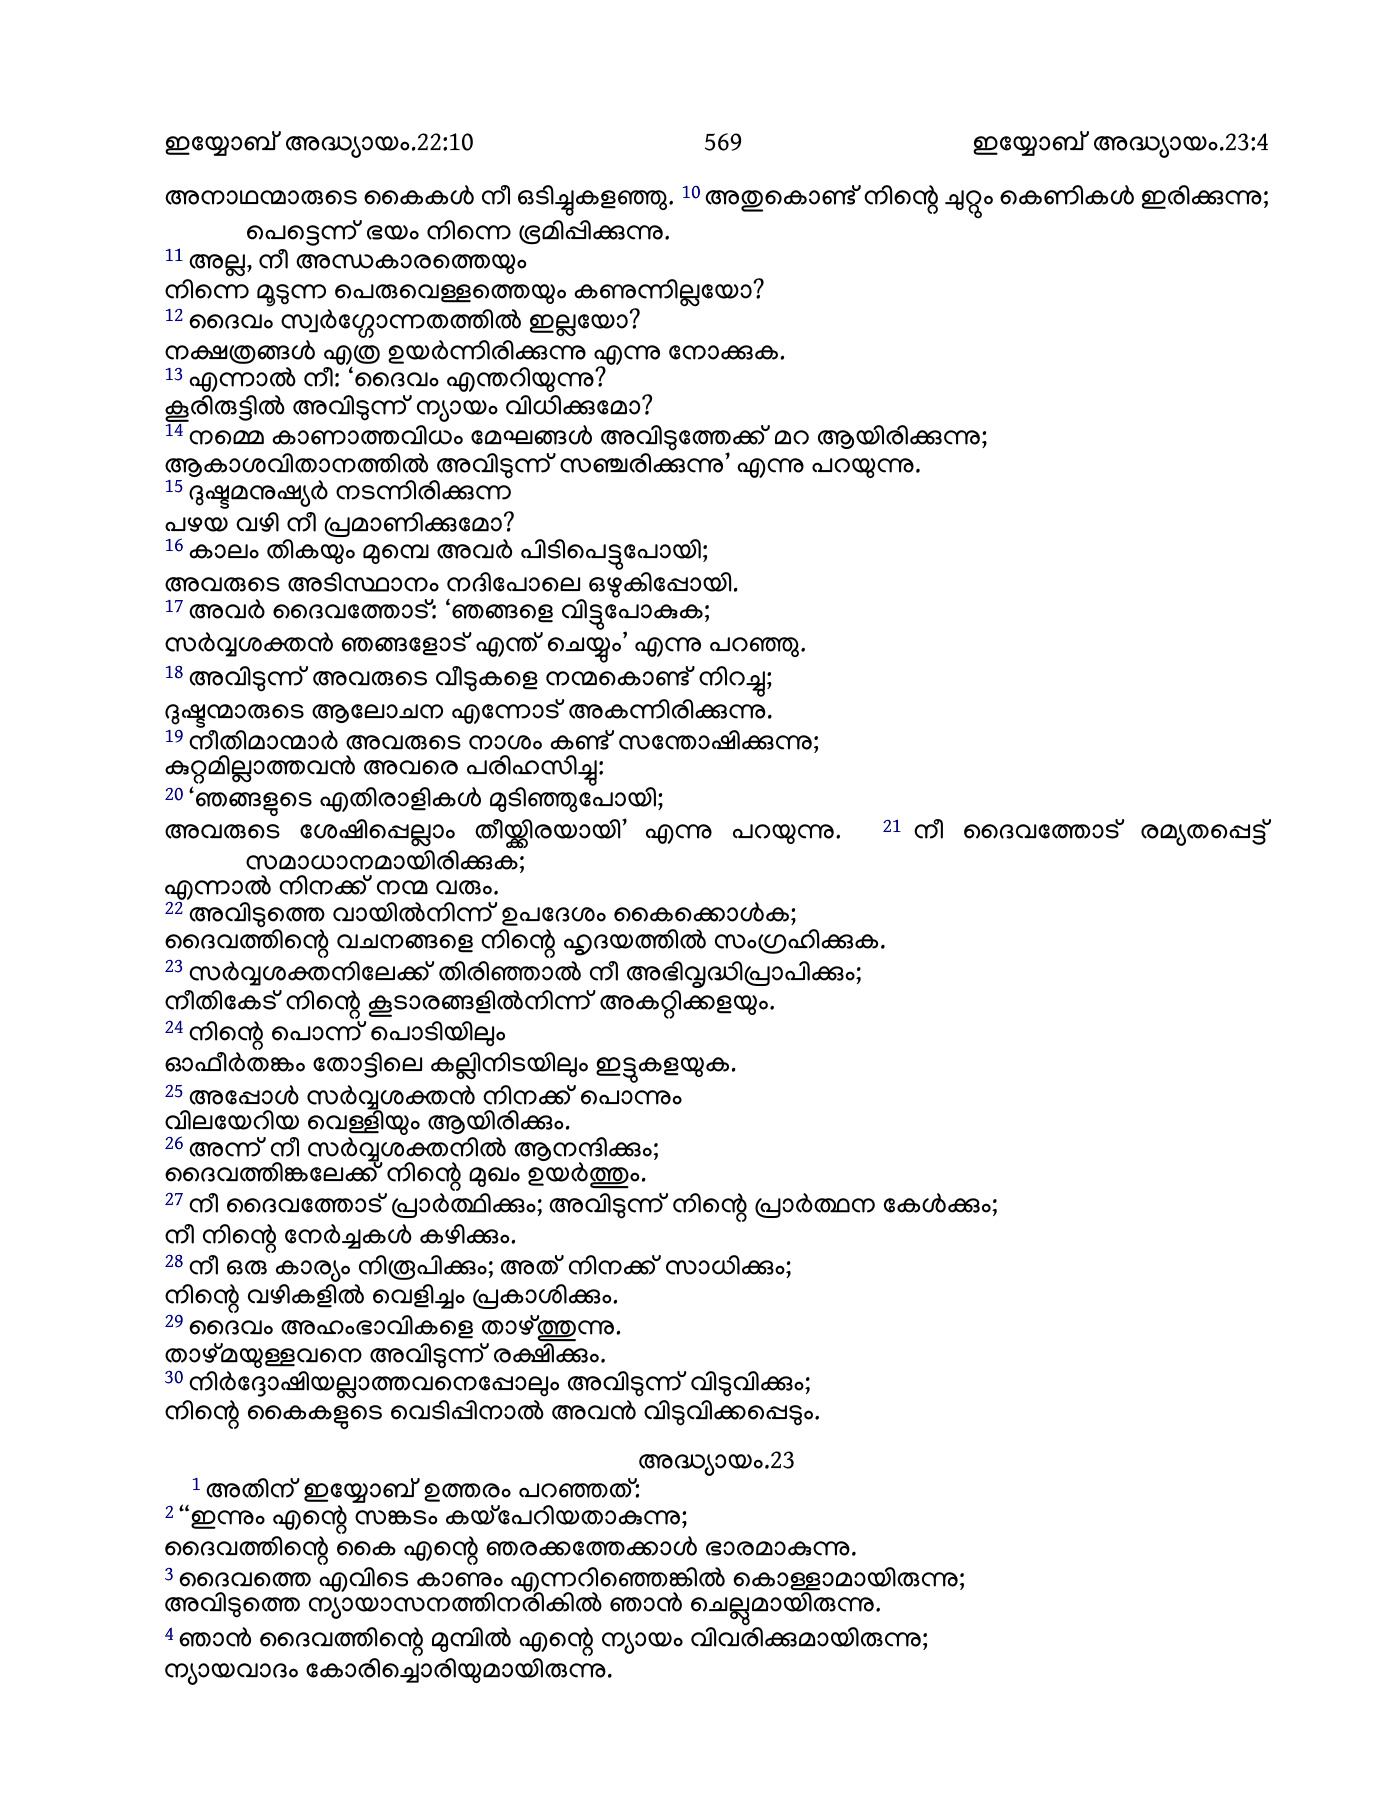 ഇയ്യോബ് അദ്ധ്യായം.22:10 569 ഇയ്യോബ് അദ്ധ്യായം.23:4
അനാഥന്മാരുടെ കൈകൾ നീ ഒടിച്ചുകളഞ്ഞു. 10 അതുകൊണ്ട് നിന്റെ ചുറ്റും കെണികൾ ഇരിക്കുന്നു;
പെട്ടെന്ന് ഭയം നിന്നെ ഭ്രമിപ്പിക്കുന്നു.
11 അല്ല, നീ അന്ധകാരത്തെയും
നിന്നെ മൂടുന്ന പെരുവെള്ളത്തെയും കണുന്നില്ലയോ?
12 ദൈവം സ്വർഗ്ഗോന്നതത്തിൽ ഇല്ലയോ?
നക്ഷത്രങ്ങൾ എത്ര ഉയർന്നിരിക്കുന്നു എന്നു നോക്കുക.
13 എന്നാൽ നീ: ‘ദൈവം എന്തറിയുന്നു?
കൂരിരുട്ടിൽ അവിടുന്ന് ന്യായം വിധിക്കുമോ?
14 നമ്മെ കാണാത്തവിധം മേഘങ്ങൾ അവിടുത്തേക്ക് മറ ആയിരിക്കുന്നു;
ആകാശവിതാനത്തിൽ അവിടുന്ന് സഞ്ചരിക്കുന്നു’ എന്നു പറയുന്നു.
15 ദുഷ്ടമനുഷ്യർ നടന്നിരിക്കുന്ന
പഴയ വഴി നീ പ്രമാണിക്കുമോ?
16 കാലം തികയും മുമ്പെ അവർ പിടിപെട്ടുപോയി;
അവരുടെ അടിസ്ഥാനം നദിപോലെ ഒഴുകിപ്പോയി.
17 അവർ ദൈവത്തോട്: ‘ഞങ്ങളെ വിട്ടുപോകുക;
സർവ്വശക്തൻ ഞങ്ങളോട് എന്ത് ചെയ്യും’ എന്നു പറഞ്ഞു.
18 അവിടുന്ന് അവരുടെ വീടുകളെ നന്മകൊണ്ട് നിറച്ചു;
ദുഷ്ടന്മാരുടെ ആലോചന എന്നോട് അകന്നിരിക്കുന്നു.
19 നീതിമാന്മാർ അവരുടെ നാശം കണ്ട് സന്തോഷിക്കുന്നു;
കുറ്റമില്ലാത്തവൻ അവരെ പരിഹസിച്ചു:
20 ‘ഞങ്ങളുടെ എതിരാളികൾ മുടിഞ്ഞുപോയി;
അവരുടെ ശേഷിപ്പെല്ലാം തീയ്ക്കിരയായി’ എന്നു പറയുന്നു. 21 നീ ദൈവത്തോട് രമ്യതപ്പെട്ട്
സമാധാനമായിരിക്കുക;
എന്നാൽ നിനക്ക് നന്മ വരും.
22 അവിടുത്തെ വായിൽനിന്ന് ഉപദേശം കൈക്കൊൾക;
ദൈവത്തിന്റെ വചനങ്ങളെ നിന്റെ ഹൃദയത്തിൽ സംഗ്രഹിക്കുക.
23 സർവ്വശക്തനിലേക്ക് തിരിഞ്ഞാൽ നീ അഭിവൃദ്ധിപ്രാപിക്കും;
നീതികേട് നിന്റെ കൂടാരങ്ങളിൽനിന്ന് അകറ്റിക്കളയും.
24 നിന്റെ പൊന്ന് പൊടിയിലും
ഓഫീർതങ്കം തോട്ടിലെ കല്ലിനിടയിലും ഇട്ടുകളയുക.
25 അപ്പോൾ സർവ്വശക്തൻ നിനക്ക് പൊന്നും
വിലയേറിയ വെള്ളിയും ആയിരിക്കും.
26 അന്ന് നീ സർവ്വശക്തനിൽ ആനന്ദിക്കും;
ദൈവത്തിങ്കലേക്ക് നിന്റെ മുഖം ഉയർത്തും.
27 നീ ദൈവത്തോട് പ്രാർത്ഥിക്കും; അവിടുന്ന് നിന്റെ പ്രാർത്ഥന കേൾക്കും;
നീ നിന്റെ നേർച്ചകൾ കഴിക്കും.
28 നീ ഒരു കാര്യം നിരൂപിക്കും; അത് നിനക്ക് സാധിക്കും;
നിന്റെ വഴികളിൽ വെളിച്ചം പ്രകാശിക്കും.
29 ദൈവം അഹംഭാവികളെ താഴ്ത്തുന്നു.
താഴ്മയുള്ളവനെ അവിടുന്ന് രക്ഷിക്കും.
30 നിർദ്ദോഷിയല്ലാത്തവനെപ്പോലും അവിടുന്ന് വിടുവിക്കും;
നിന്റെ കൈകളുടെ വെടിപ്പിനാൽ അവൻ വിടുവിക്കപ്പെടും.
അദ്ധ്യായം.23
1 അതിന് ഇയ്യോബ് ഉത്തരം പറഞ്ഞത്:
2 “ഇന്നും എന്റെ സങ്കടം കയ്പേറിയതാകുന്നു;
ദൈവത്തിന്റെ കൈ എന്റെ ഞരക്കത്തേക്കാൾ ഭാരമാകുന്നു.
3 ദൈവത്തെ എവിടെ കാണും എന്നറിഞ്ഞെങ്കിൽ കൊള്ളാമായിരുന്നു;
അവിടുത്തെ ന്യായാസനത്തിനരികിൽ ഞാൻ ചെല്ലുമായിരുന്നു.
4 ഞാൻ ദൈവത്തിന്റെ മുമ്പിൽ എന്റെ ന്യായം വിവരിക്കുമായിരുന്നു;
ന്യായവാദം കോരിച്ചൊരിയുമായിരുന്നു.